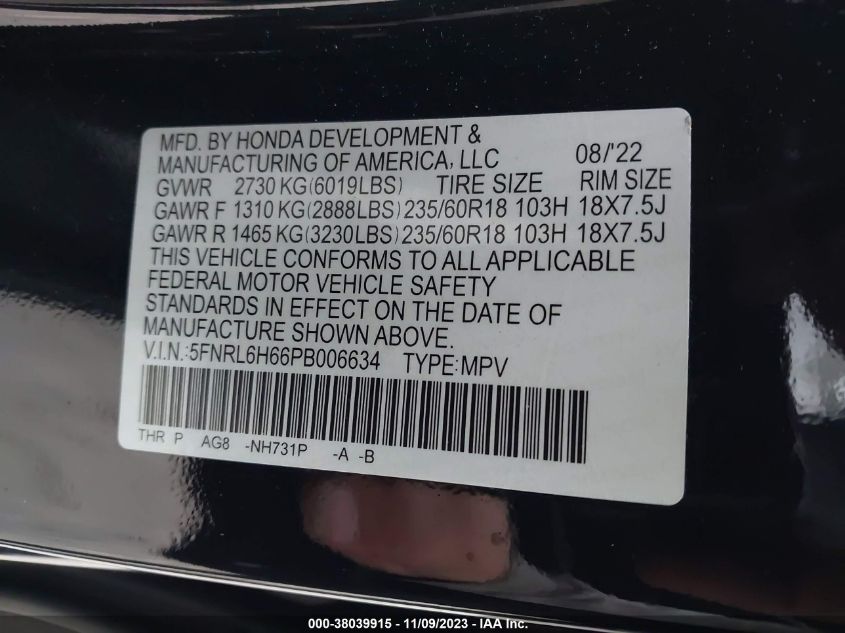 MFD. BY HONDA DEVELOPMENT &
MANUFACTURING OF AMERICA, LLC 08/'22
GVWR 2730 KG(6019LBS) TIRE SIZE RIM SIZE
GAWR F 1310 KG(2888LBS) 235/60R18 103H 18X7.5J
GAWR R 1465 KG(3230LBS) 235/60R18 103H 18X7.5J
THIS VEHICLE CONFORMS TO ALL APPLICABLE
FEDERAL MOTOR VEHICLE SAFETY
STANDARDS IN EFFECT ON THE DATE OF
MANUFACTURE SHOWN ABOVE.
V.I.N.:5FNRL6H66PB006634 TYPE:MPV
THR P AG8 -NH731P -A -B
000-38039915 - 11/09/2023 - IAA Inc.